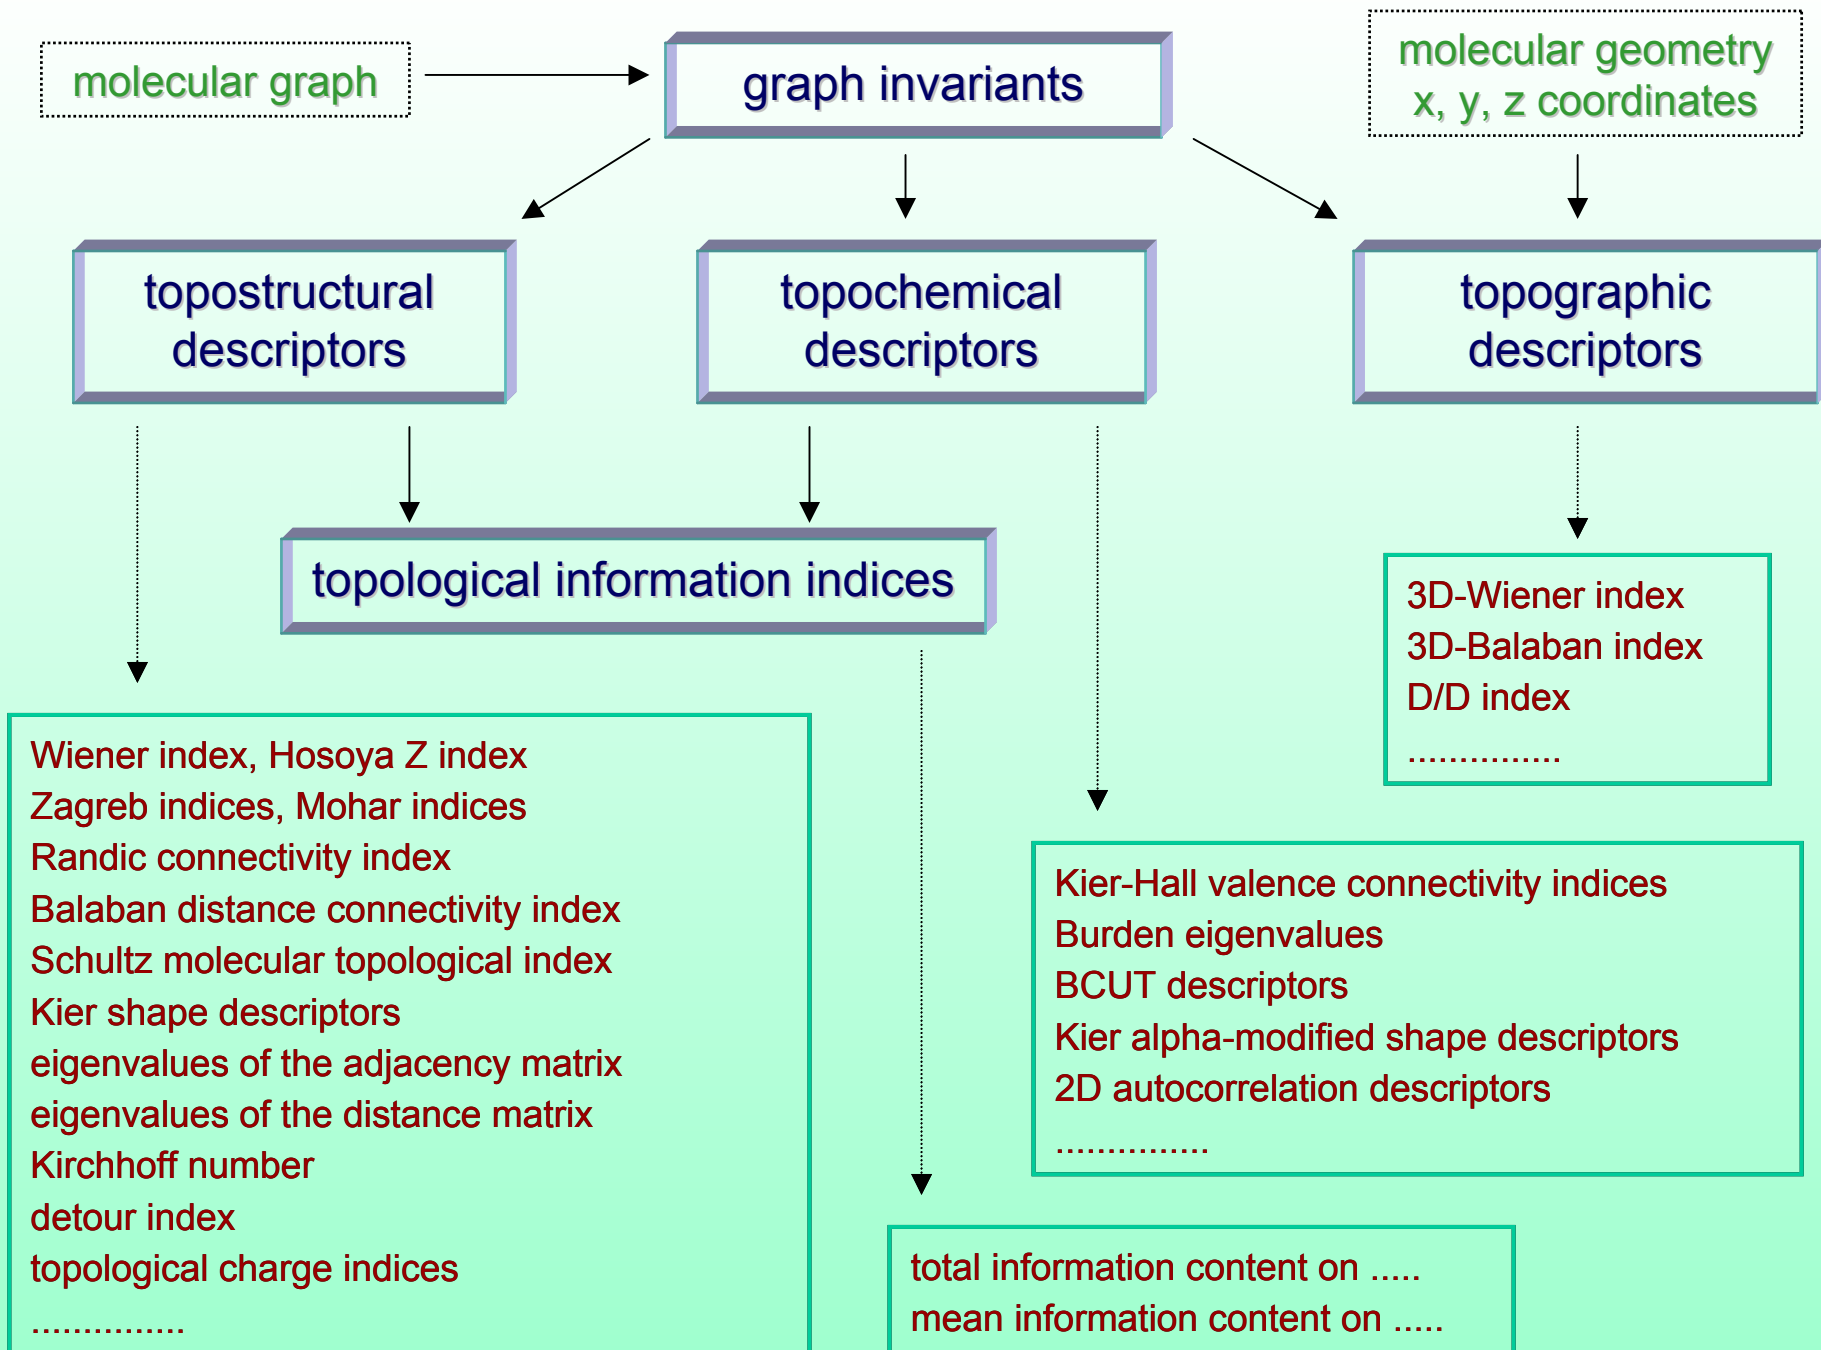 molecular graph
graph invariants
molecular geometry
x, y, z coordinates
topostructural
descriptors
topochemical
descriptors
topographic
descriptors
topological information indices
3D-Wiener index
3D-Balaban index
D/D index
...............
Wiener index, Hosoya Z index
Zagreb indices, Mohar indices
Randic connectivity index
Balaban distance connectivity index
Schultz molecular topological index
Kier shape descriptors
eigenvalues of the adjacency matrix
eigenvalues of the distance matrix
Kirchhoff number
detour index
topological charge indices
...............
Kier-Hall valence connectivity indices
Burden eigenvalues
BCUT descriptors
Kier alpha-modified shape descriptors
2D autocorrelation descriptors
...............
total information content on .....
mean information content on .....